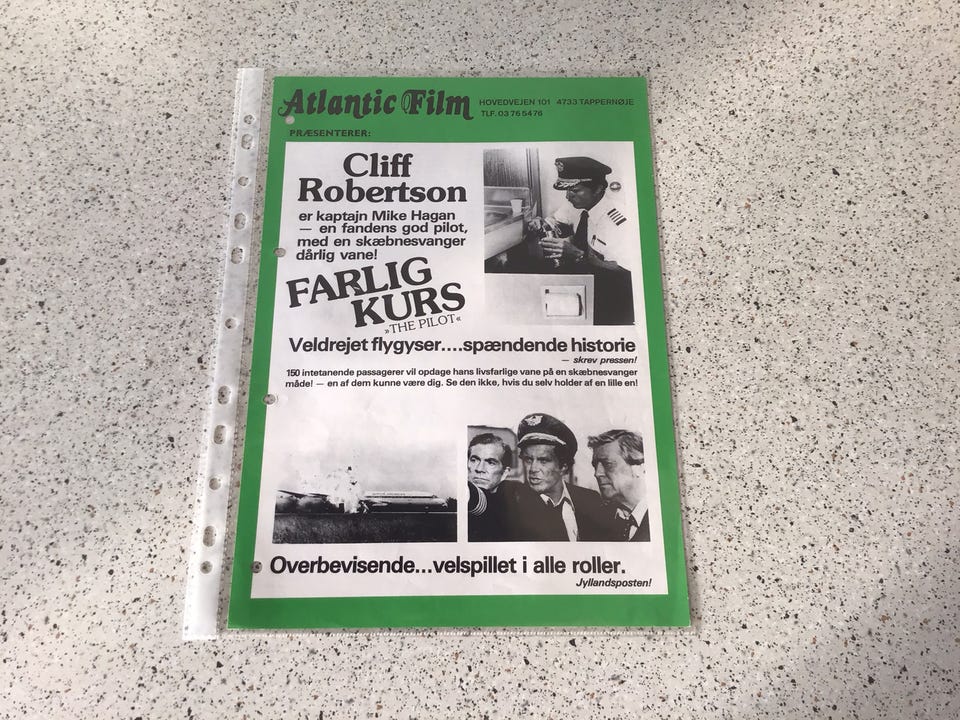 Atlantic Film
HOVEDVEJEN 101 4733 TAPPERNØJE
TLF. 03 76 54 76
PRÆSENTERER:
Cliff
Robertson
er kaptajn Mike Hagan
— en fandens god pilot,
med en skæbnesvanger
dårlig vane!
FARLIG
KURS
»THE PILOT«
Veldrejet flygyser....spændende historie
— skrev pressen!
150 intetanende passagerer vil opdage hans livsfarlige vane på en skæbnesvanger
måde! — en af dem kunne være dig. Se den ikke, hvis du selv holder af en lille en!
Overbevisende...velspillet i alle roller.
Jyllandsposten!